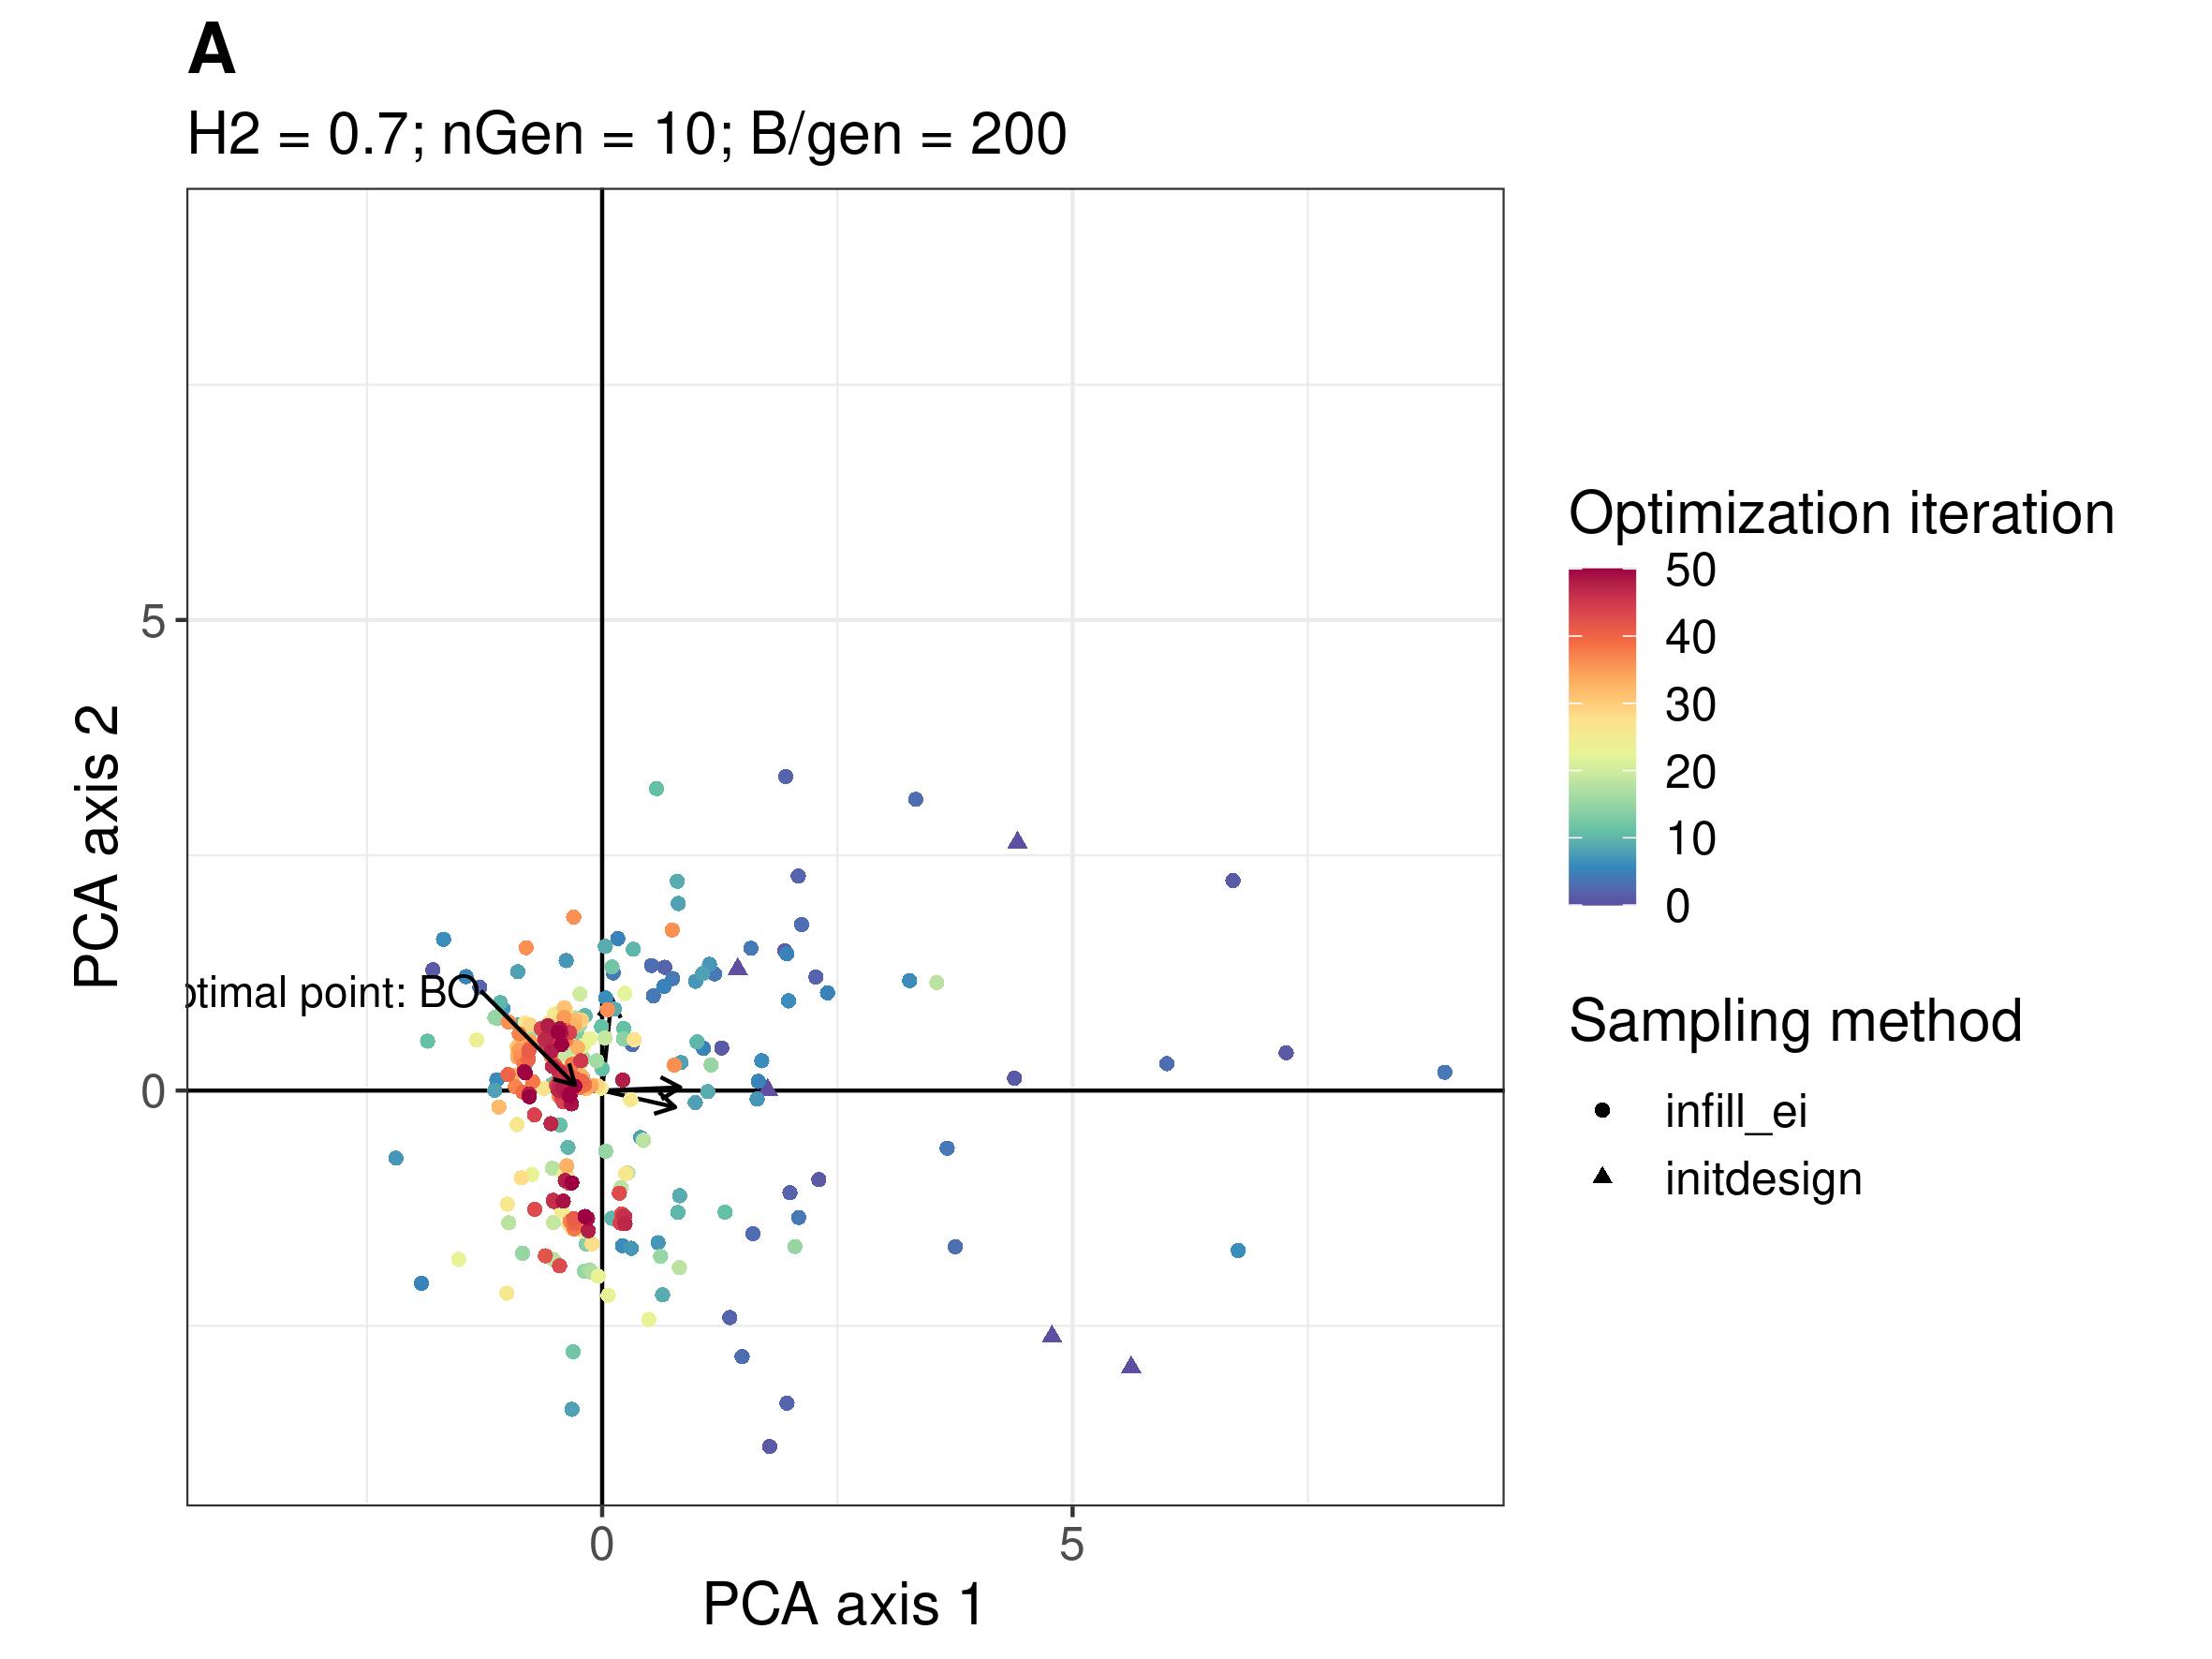 A
H2 = 0.7; nGen = 10; B/gen = 200
PCA axis 2
5
0
ptimal point: BO
0
5
PCA axis 1
Optimization iteration
50
40
30
20
10
0
Sampling method
infill_ei
initdesign